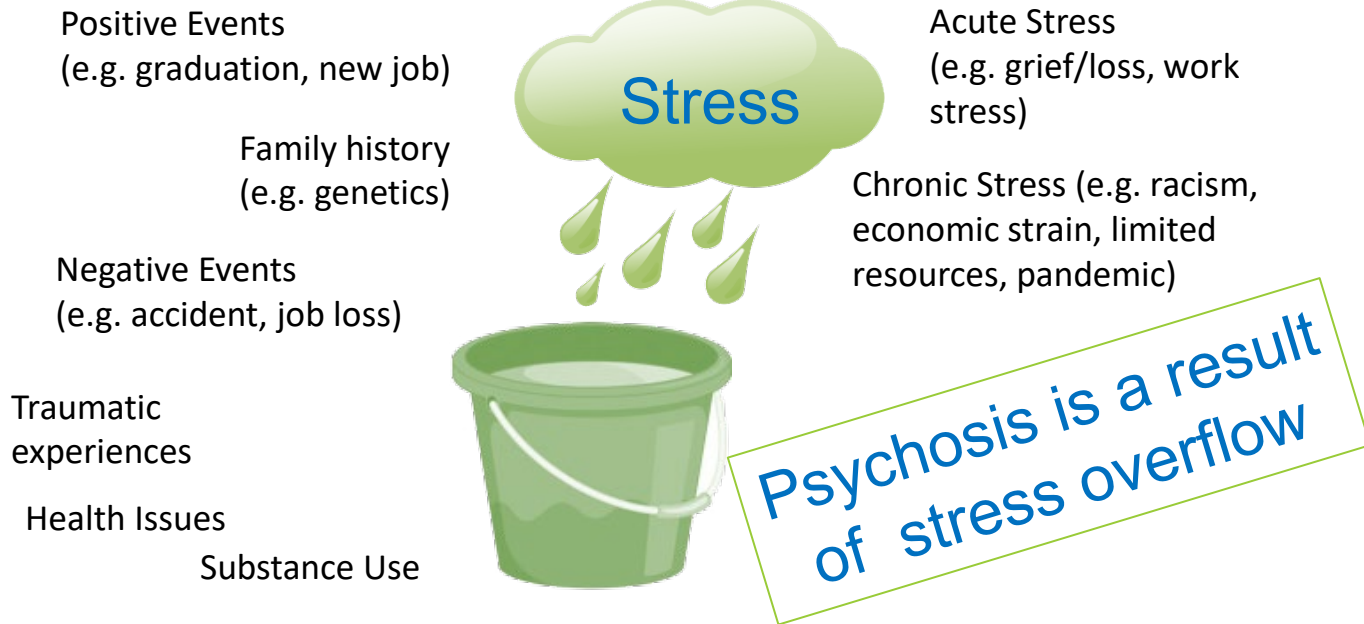 Positive Events
(e.g. graduation, new job)
Family history
(e.g. genetics)
Negative Events
(e.g. accident, job loss)
Traumatic
experiences
Health Issues
Substance Use
Stress
Acute Stress
(e.g. grief/loss, work
stress)
Chronic Stress (e.g. racism,
economic strain, limited
resources, pandemic)
Psychosis is a result
of stress overflow